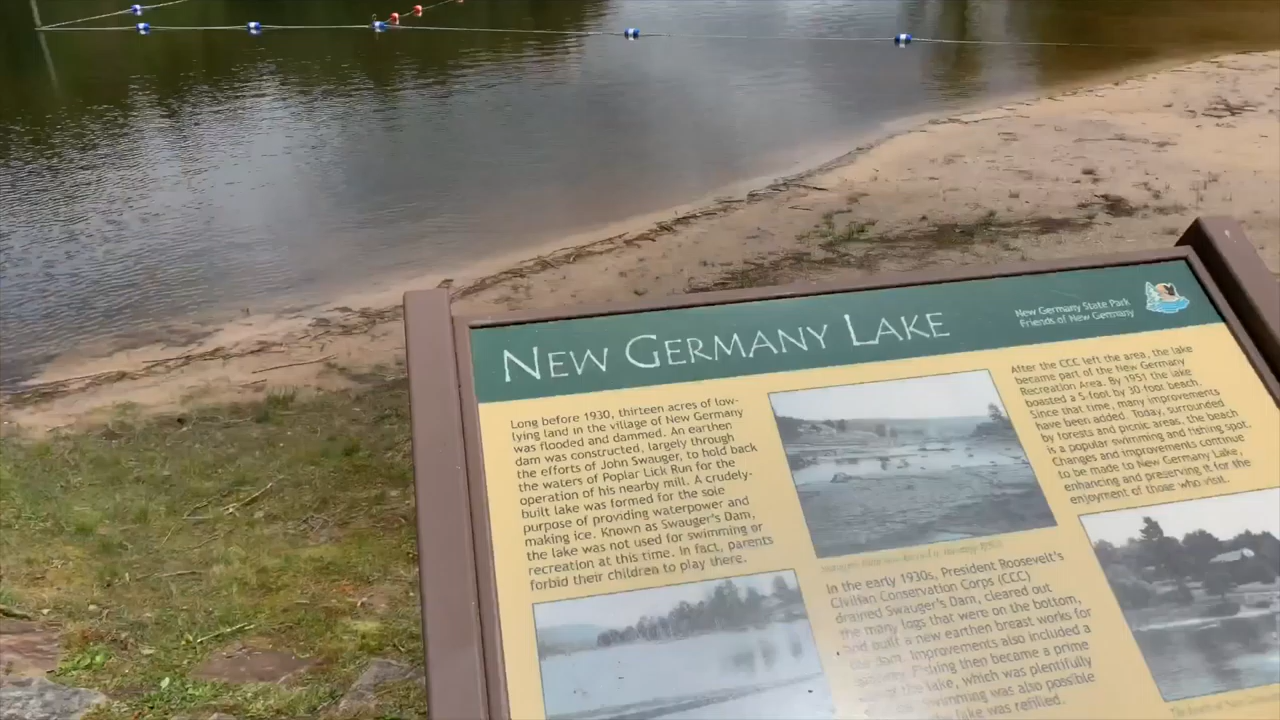 NEW GERMANY LAKE
New Germany State Park
Friends of New Germany
Long before 1930, thirteen acres of low-
lying land in the village of New Germany
was flooded and dammed. An earthen
dam was constructed, largely through
the efforts of John Swauger, to hold back
the waters of Poplar Lick Run for the
operation of his nearby mill. A crudely-
built lake was formed for the sole
purpose of providing waterpower and
making ice. Known as Swauger's Dam,
the lake was not used for swimming or
recreation at this time. In fact, parents
forbid their children to play there.
In the early 1930s, President Roosevelt's
Civilian Conservation Corps (CCC)
drained Swauger's Dam, cleared out
the many logs that were on the bottom,
and built a new earthen breast works for
the dam. Improvements also included a
Fishing then became a prime
of the lake, which was plentifully
swimming was also possible
lake was refilled.
After the CCC left the area, the lake
became part of the New Germany
Recreation Area. By 1951 the lake
boasted a 5-foot by 30-foot beach.
Since that time, many improvements
have been added. Today, surrounded
by forests and picnic areas, the beach
is a popular swimming and fishing spot.
Changes and improvements continue
to be made to New Germany Lake,
enhancing and preserving it for the
enjoyment of those who visit.